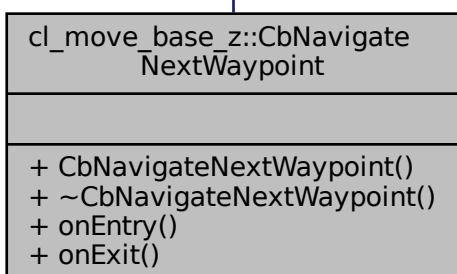 cl_move_base_z::CbNavigate
NextWaypoint
+ CbNavigateNextWaypoint()
+ ~CbNavigateNextWaypoint()
+ onEntry()
+ onExit()